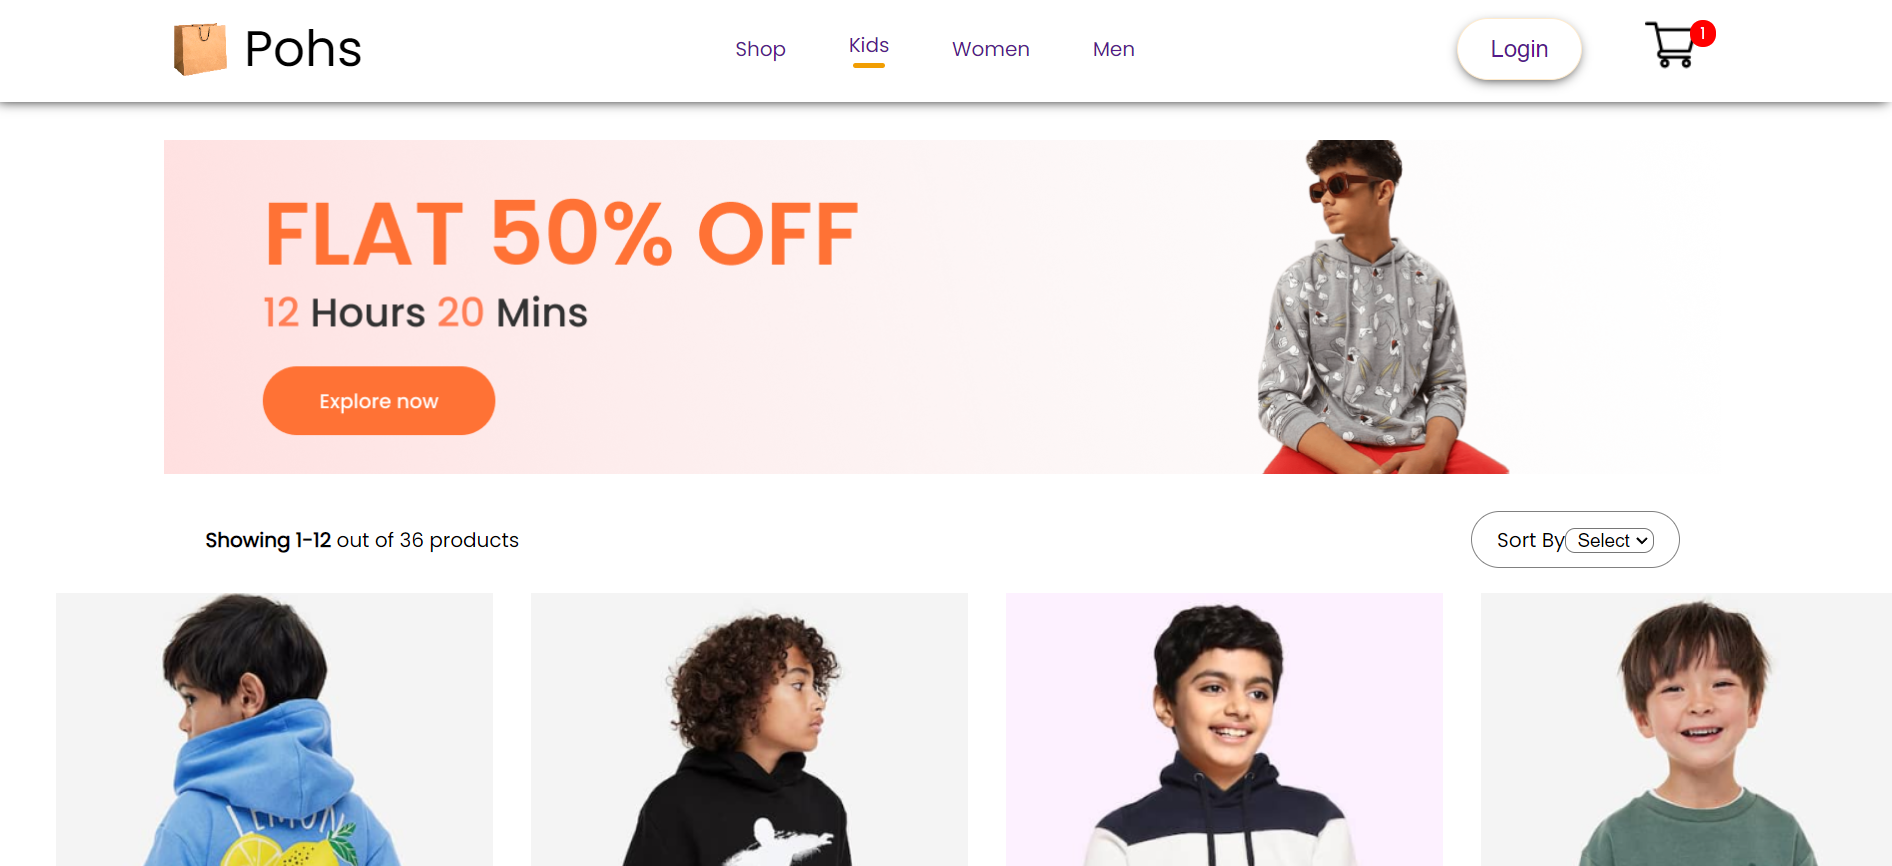 Pohs
Shop Kids Women Men
Login
1
FLAT 50% OFF
12 Hours 20 Mins
Explore now
Showing 1-12 out of 36 products
Sort By Select
LEMON